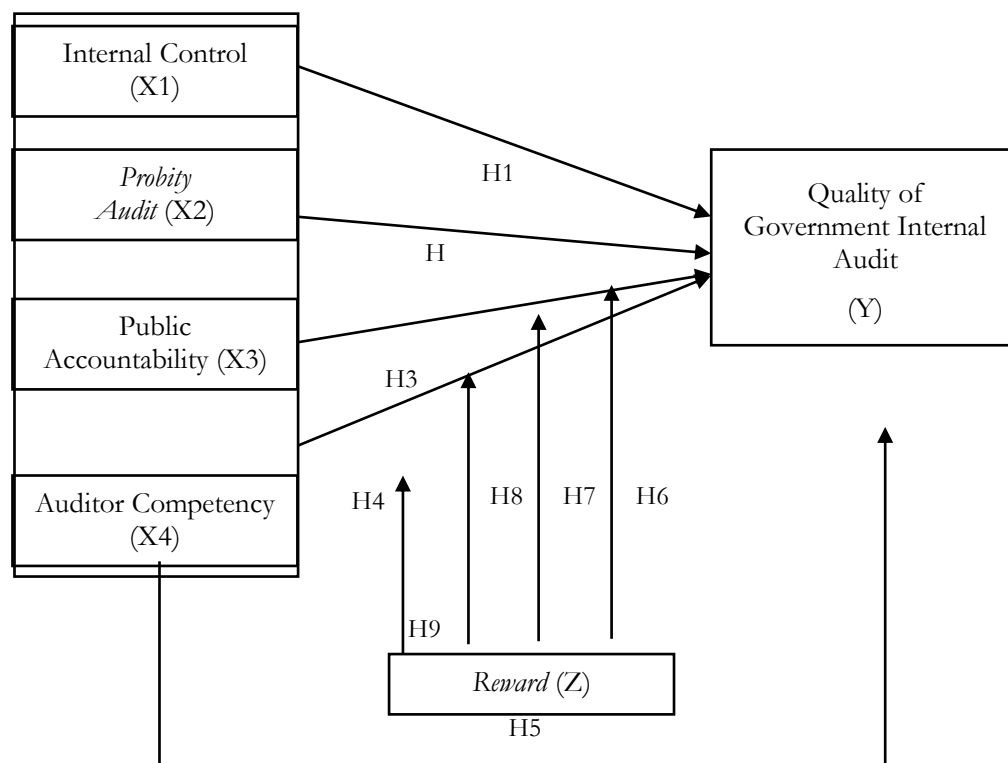 Internal Control
(X1)
Probity
Audit (X2)
Public
Accountability (X3)
Auditor Competency
(X4)
H1
H
H3
H4
H8
H7
H6
H9
Reward (Z)
H5
Quality of
Government Internal
Audit
(Y)